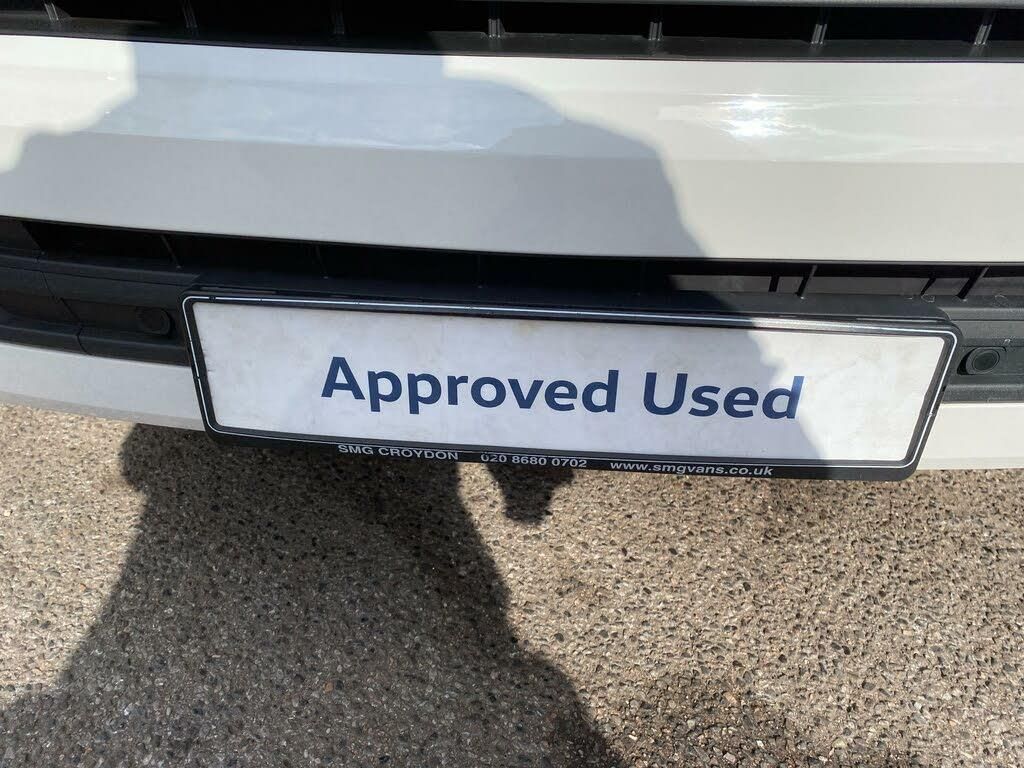 Approved Used
SMG CROYDON 020 8680 0702 www.smgvans.co.uk